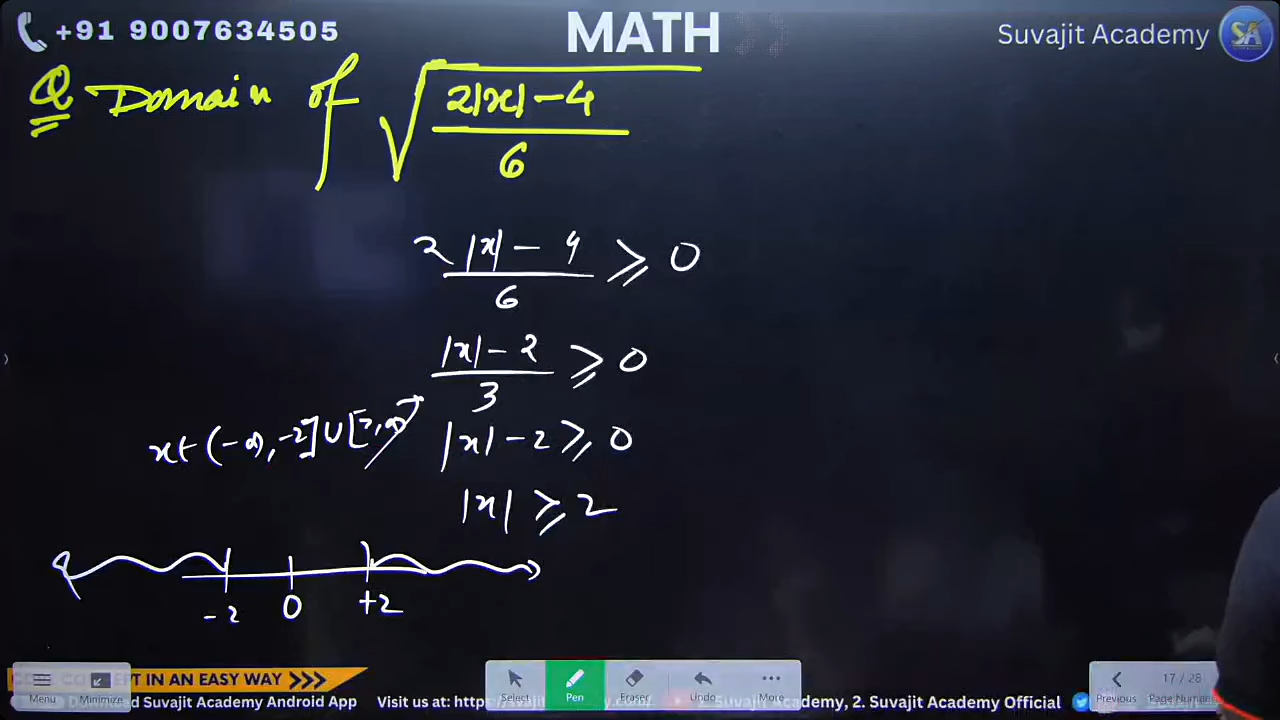 +91 9007634505
MATH
Suvajit Academy
SA
Q Domain of √((2|x| - 4)/6)
(2|x| - 4)/6 ≥ 0
(|x| - 2)/3 ≥ 0
x ∈ (-∞, -2] ∪ [2, ∞)
|x| - 2 ≥ 0
|x| ≥ 2
-2 0 +2
IN AN EASY WAY
Menu Minimize Select Pen Eraser Undo More Previous 17 / 28
Suvajit Academy Android App Visit us at: Suvajit Academy, 2. Suvajit Academy Official